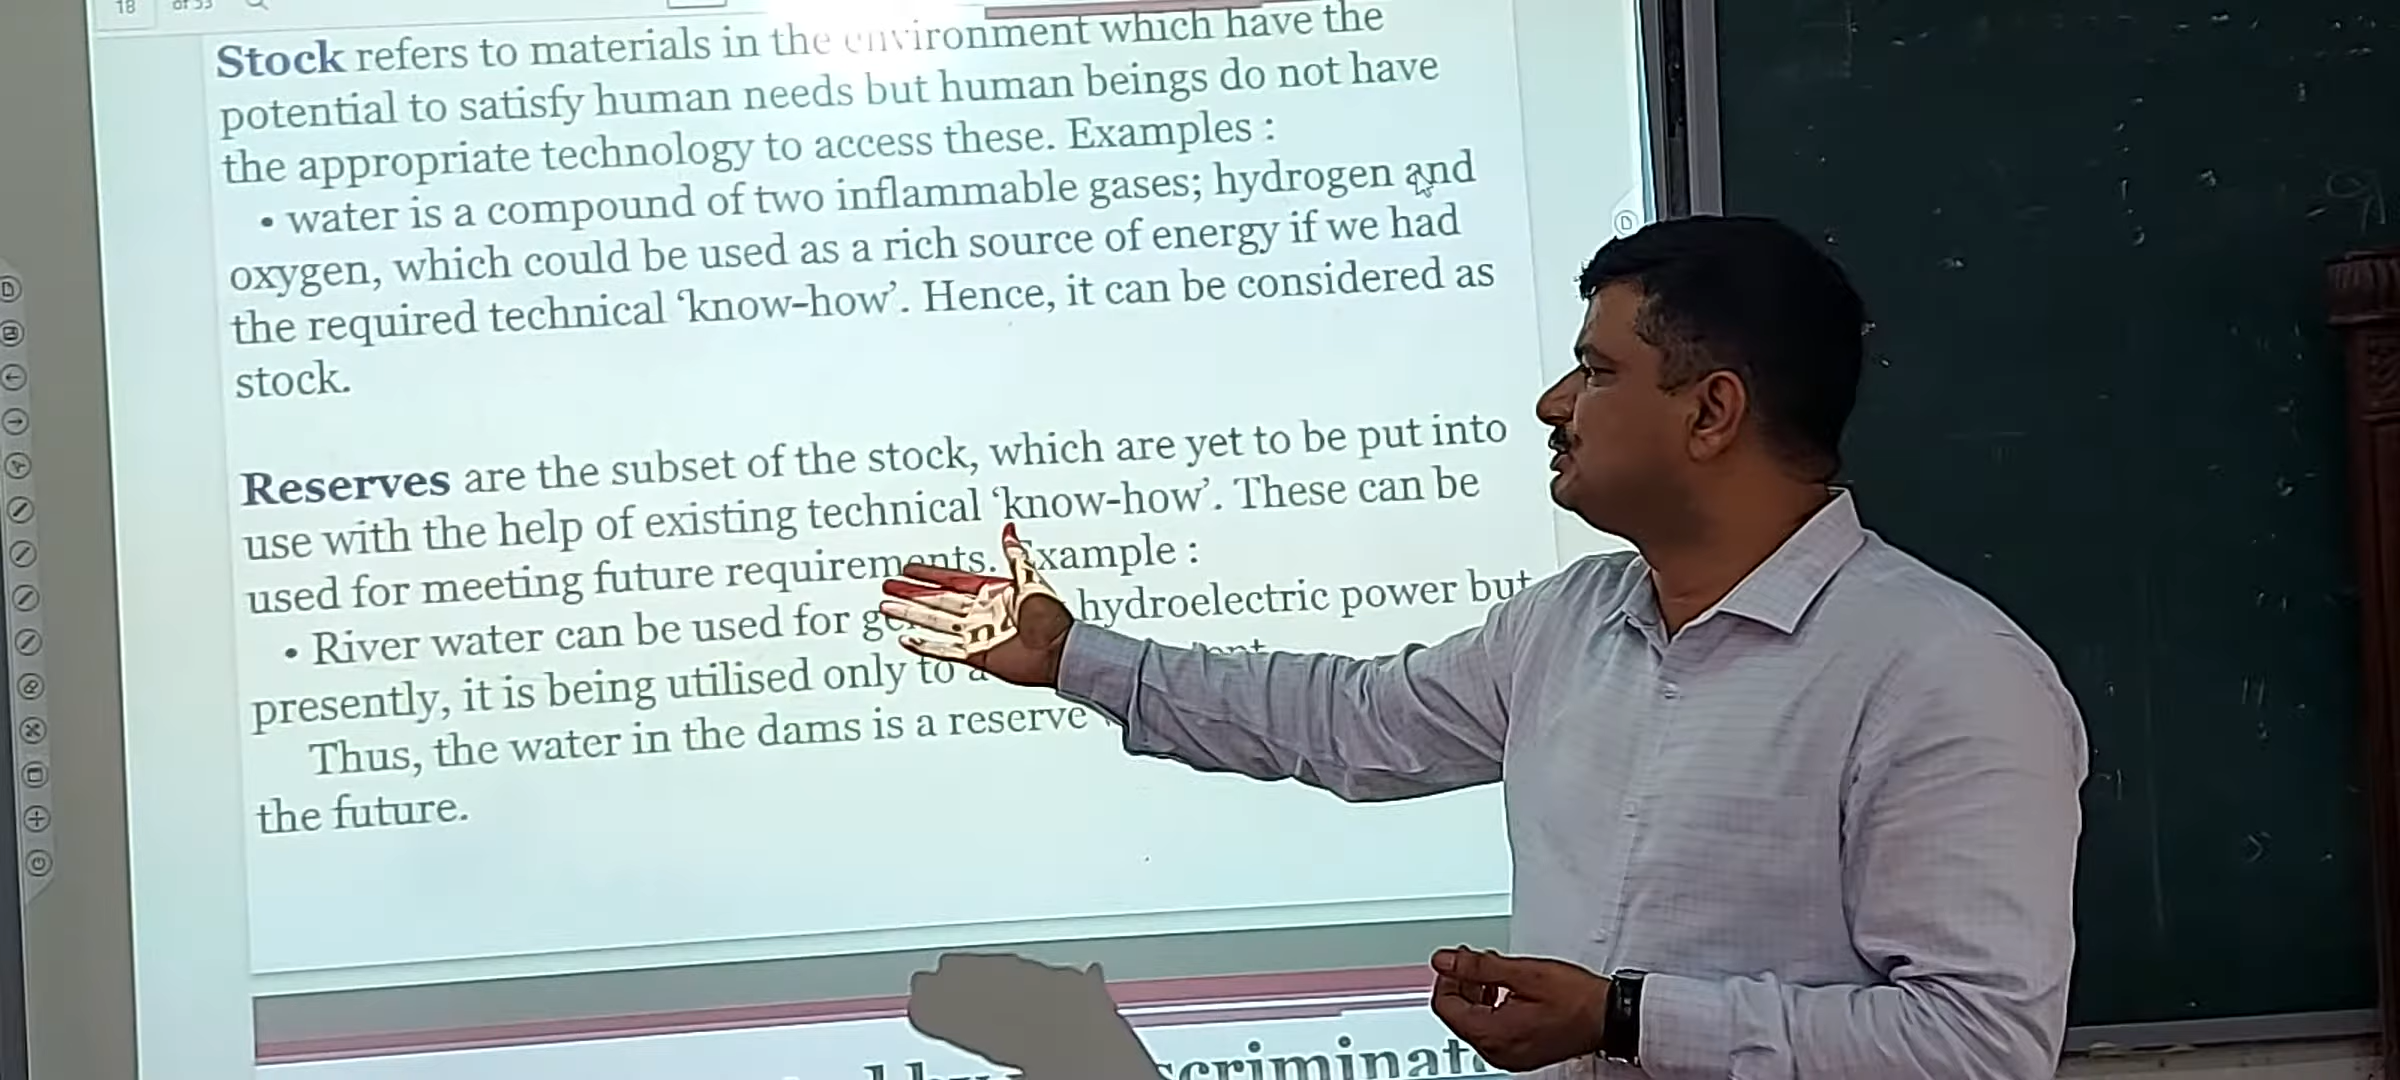 18 of 53
Stock refers to materials in the environment which have the
potential to satisfy human needs but human beings do not have
the appropriate technology to access these. Examples :
• water is a compound of two inflammable gases; hydrogen and
oxygen, which could be used as a rich source of energy if we had
the required technical ‘know-how’. Hence, it can be considered as
stock.
Reserves are the subset of the stock, which are yet to be put into
use with the help of existing technical ‘know-how’. These can be
used for meeting future requirements. Example :
• River water can be used for hydroelectric power but
presently, it is being utilised only to
Thus, the water in the dams is a reserve
the future.